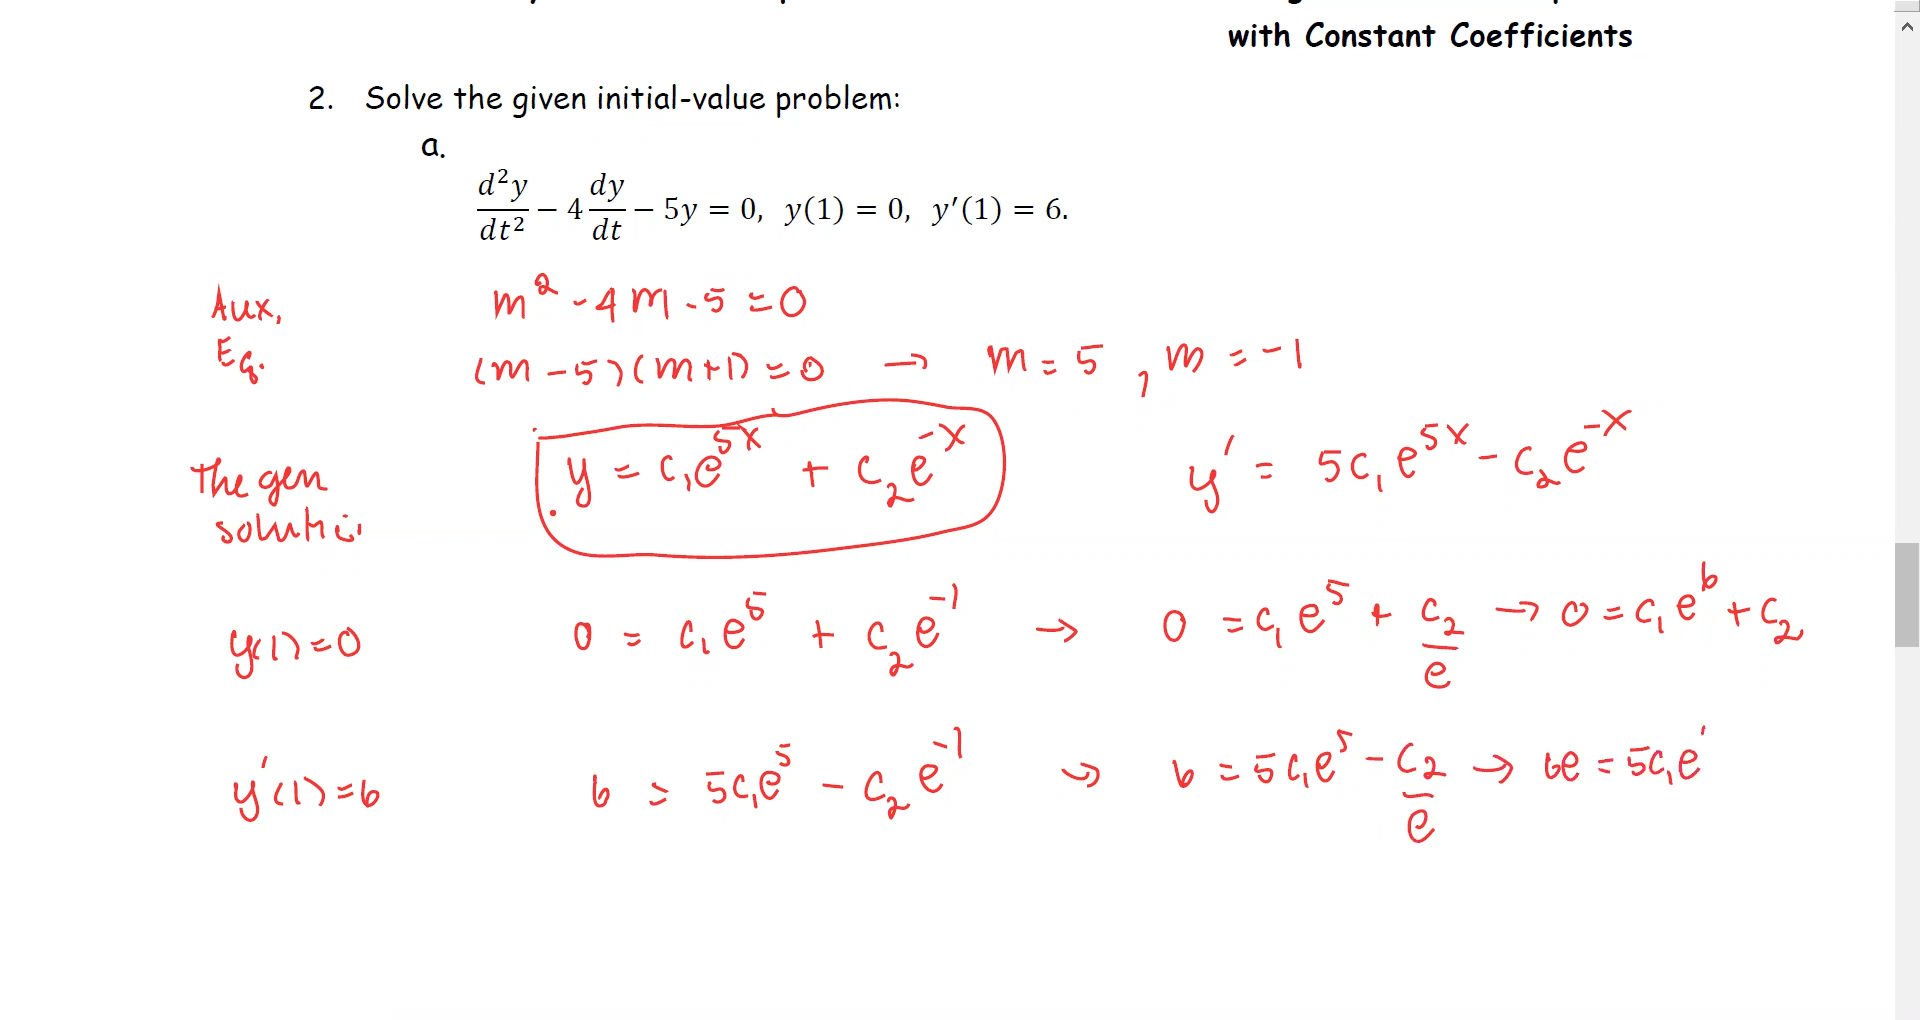 with Constant Coefficients
2. Solve the given initial-value problem:
a.
d²y/dt² − 4 dy/dt − 5y = 0, y(1) = 0, y′(1) = 6.
Aux, m² - 4m - 5 = 0
Eq. (m - 5)(m+1) = 0 → m = 5, m = -1
The gen y = c₁e^5x + c₂e^-x y' = 5c₁e^5x - c₂e^-x
soluti
y(1) = 0 0 = c₁e^5 + c₂e^-1 → 0 = c₁e^5 + c₂/e → 0 = c₁e^6 + c₂
y'(1) = 6 6 = 5c₁e^5 - c₂e^-1 → 6 = 5c₁e^5 - c₂/e → 6e = 5c₁e'